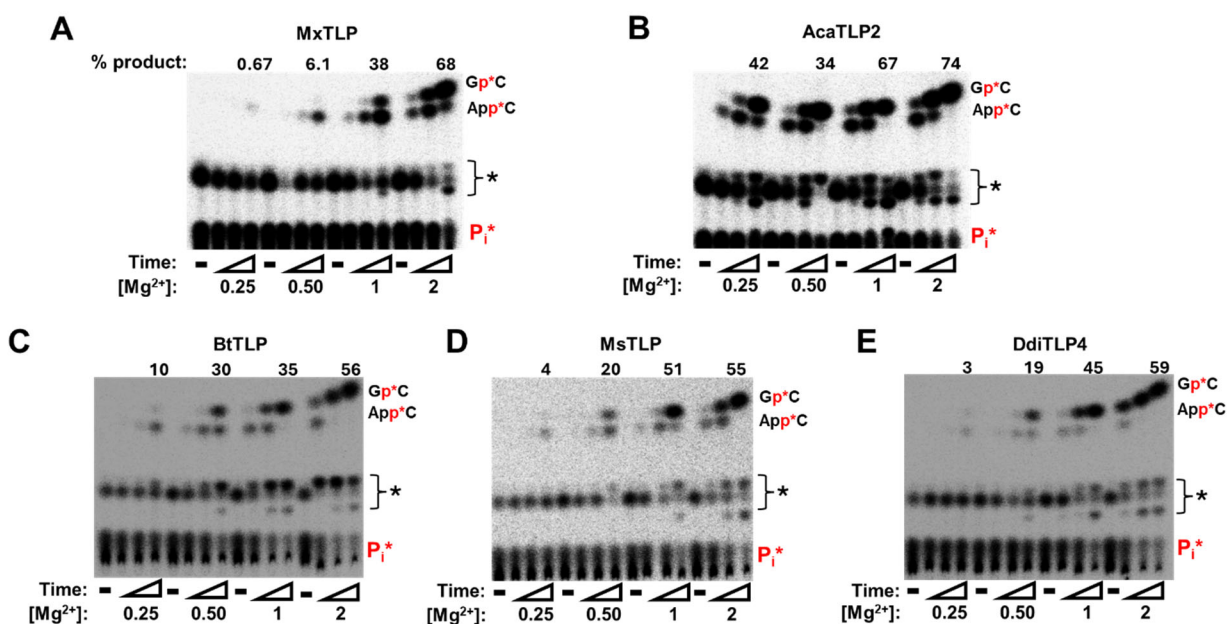 A
MxTLP
% product: 0.67 6.1 38 68
Gp*C
App*C
*
Pi*
Time: - - - -
[Mg²⁺]: 0.25 0.50 1 2
B
AcaTLP2
42 34 67 74
Gp*C
App*C
*
Pi*
Time: - - - -
[Mg²⁺]: 0.25 0.50 1 2
C
BtTLP
10 30 35 56
Gp*C
App*C
*
Pi*
Time: - - - -
[Mg²⁺]: 0.25 0.50 1 2
D
MsTLP
4 20 51 55
Gp*C
App*C
*
Pi*
Time: - - - -
[Mg²⁺]: 0.25 0.50 1 2
E
DdiTLP4
3 19 45 59
Gp*C
App*C
*
Pi*
Time: - - - -
[Mg²⁺]: 0.25 0.50 1 2